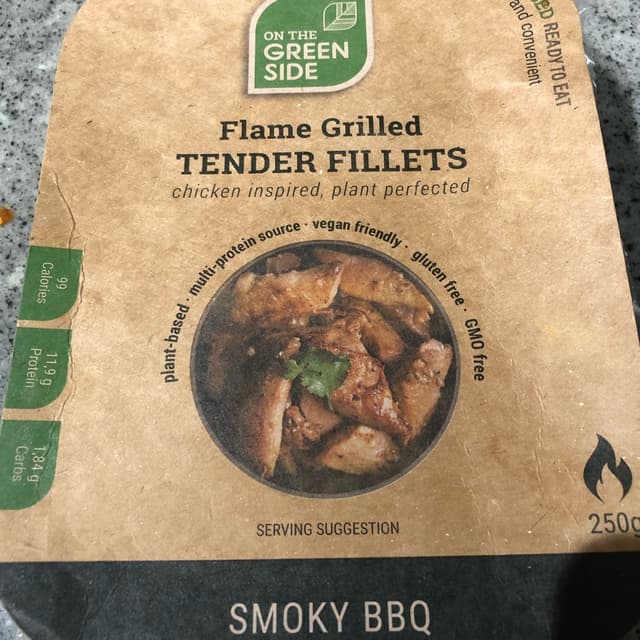 ON THE
GREEN
SIDE
READY TO EAT
and convenient
Flame Grilled
TENDER FILLETS
chicken inspired, plant perfected
plant-based · multi-protein source · vegan friendly · gluten free · GMO free
99
Calories
11,9 g
Protein
1,84 g
Carbs
SERVING SUGGESTION
250g
SMOKY BBQ